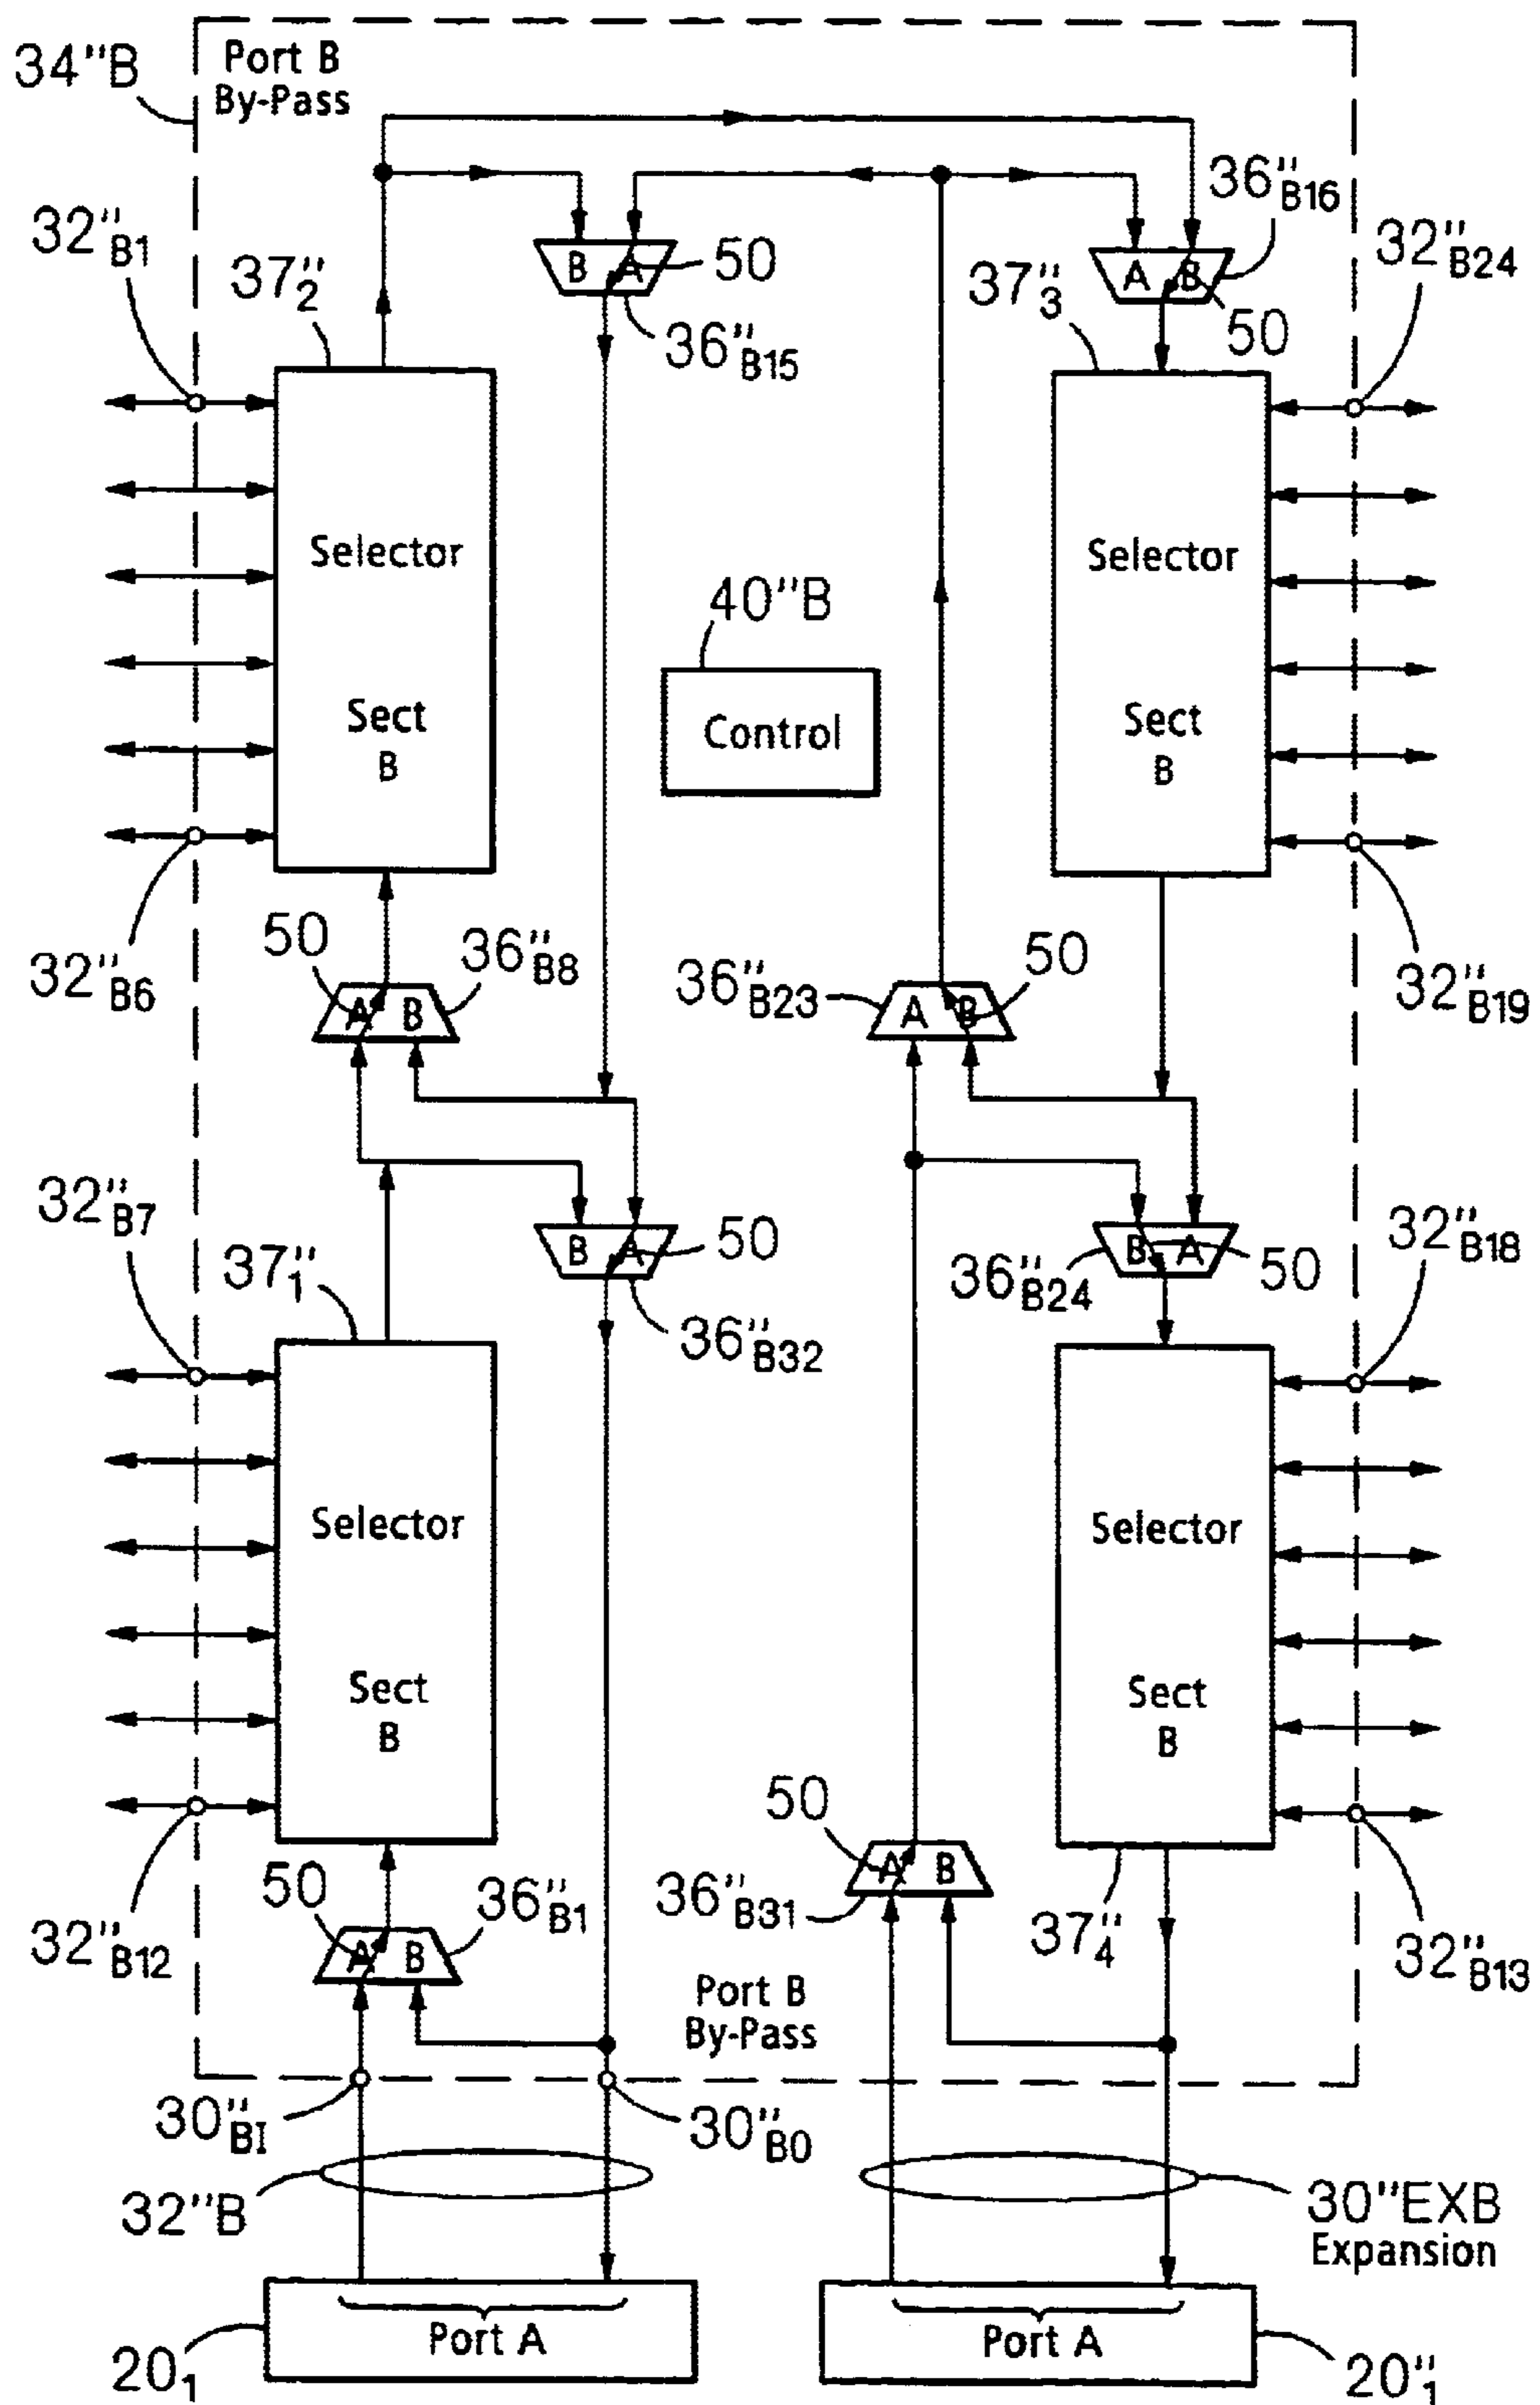 34"B
Port B
By-Pass
32"B1
37"2
B
A
50
36"B15
36"B16
A
B
50
37"3
32"B24
Selector
Sect
B
40"B
Control
Selector
Sect
B
32"B6
50
A
B
36"B8
36"B23
A
B
50
32"B19
32"B7
37"1
B
A
50
36"B32
36"B24
B
A
50
32"B18
Selector
Sect
B
Selector
Sect
B
32"B12
50
A
B
36"B1
50
A
B
36"B31
37"4
32"B13
Port B
By-Pass
30"BI
30"BO
32"B
30"EXB
Expansion
Port A
Port A
201
20"1